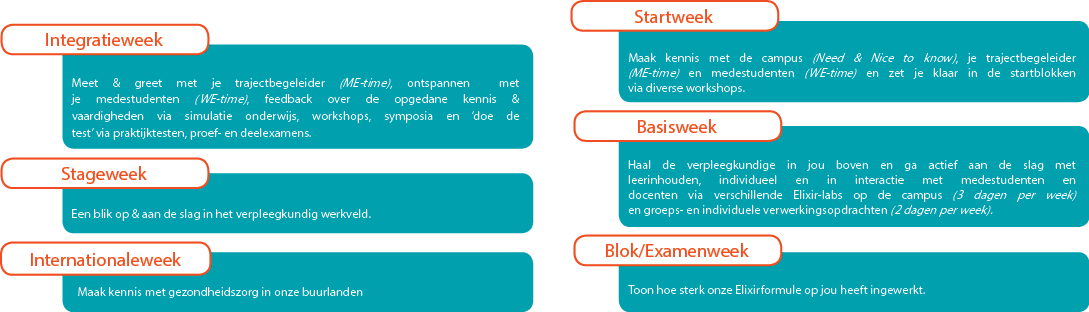 Integratieweek
Meet & greet met je trajectbegeleider (ME-time), ontspannen met
je medestudenten (WE-time), feedback over de opgedane kennis &
vaardigheden via simulatie onderwijs, workshops, symposia en ‘doe de
test’ via praktijktesten, proef- en deelexamens.
Stageweek
Een blik op & aan de slag in het verpleegkundig werkveld.
Internationaleweek
Maak kennis met gezondheidszorg in onze buurlanden
Startweek
Maak kennis met de campus (Need & Nice to know), je trajectbegeleider
(ME-time) en medestudenten (WE-time) en zet je klaar in de startblokken
via diverse workshops.
Basisweek
Haal de verpleegkundige in jou boven en ga actief aan de slag met
leerinhouden, individueel en in interactie met medestudenten en
docenten via verschillende Elixir-labs op de campus (3 dagen per week)
en groeps- en individuele verwerkingsopdrachten (2 dagen per week).
Blok/Examenweek
Toon hoe sterk onze Elixirformule op jou heeft ingewerkt.